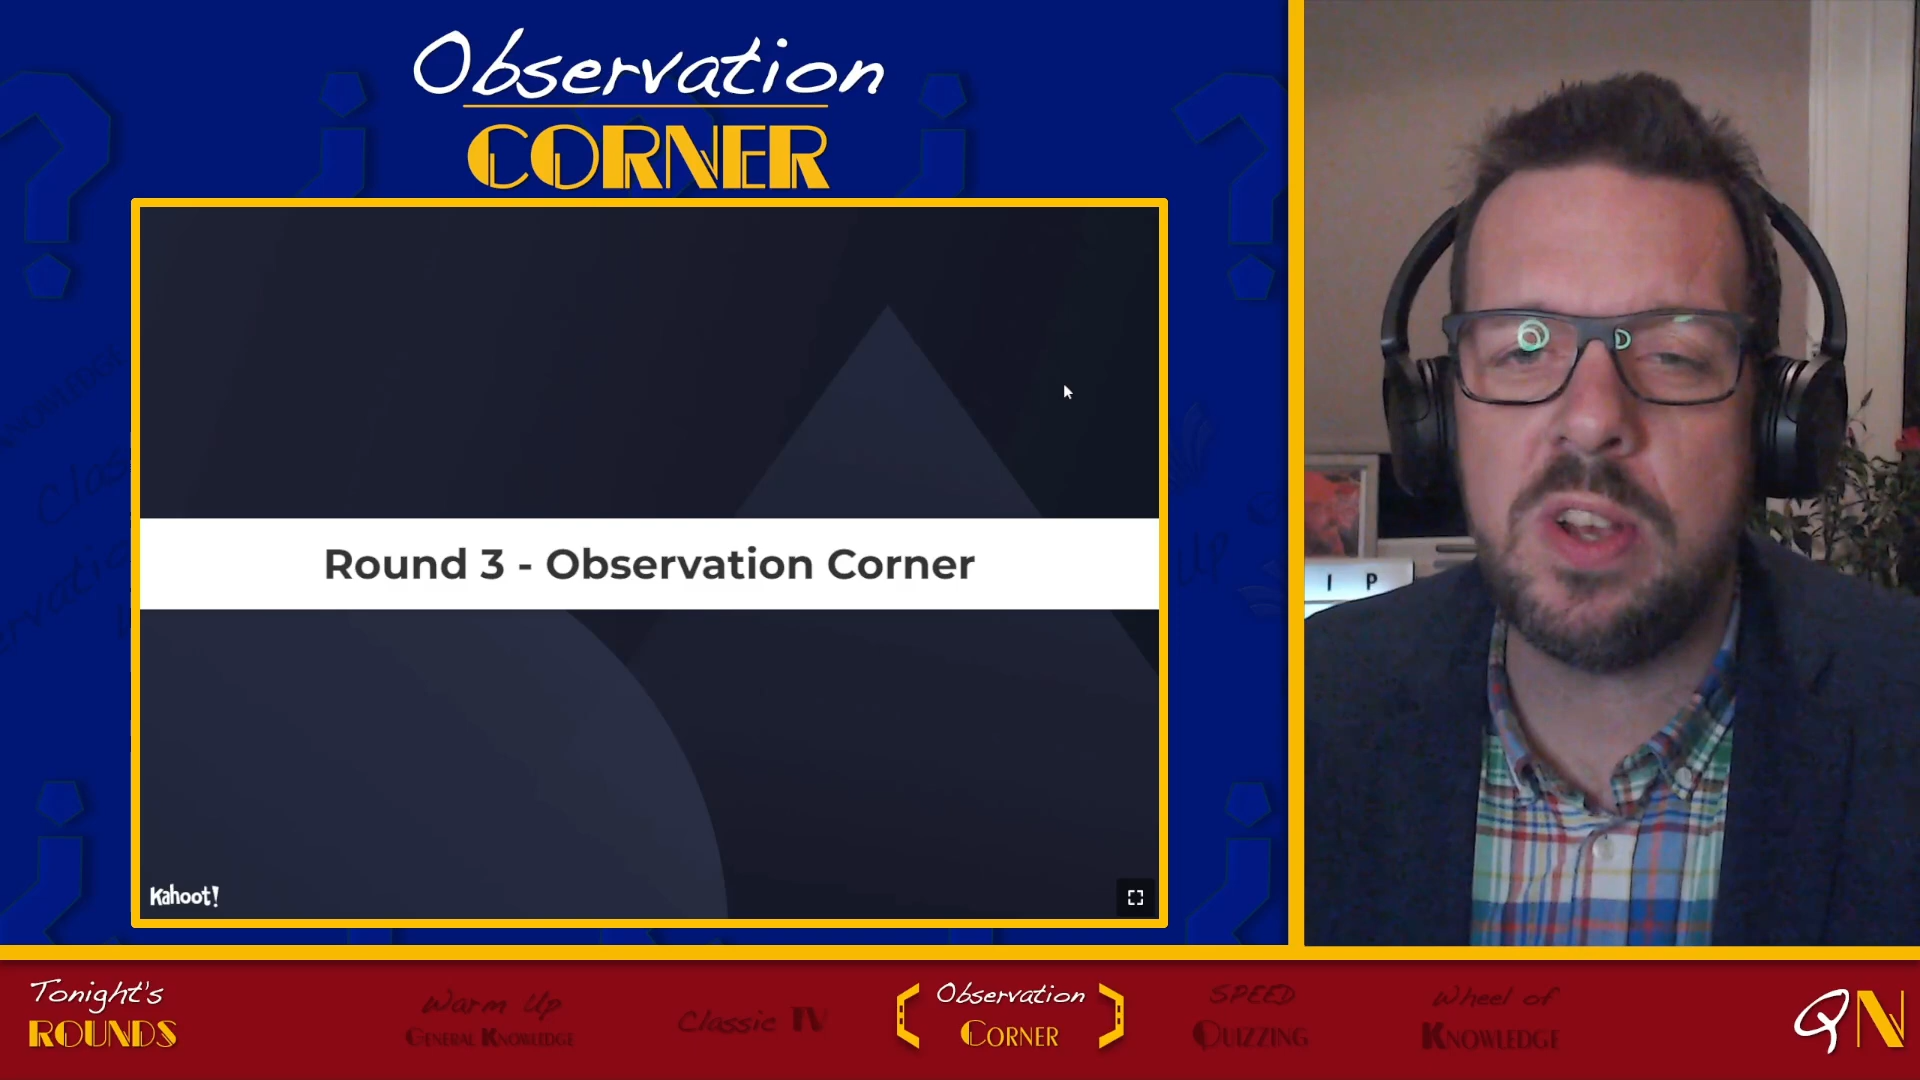 Observation
CORNER
Round 3 - Observation Corner
Kahoot!
I P
Tonight's
ROUNDS
Warm Up
GENERAL KNOWLEDGE
Classic TV
Observation
CORNER
SPEED
QUIZZING
Wheel of
KNOWLEDGE
QN